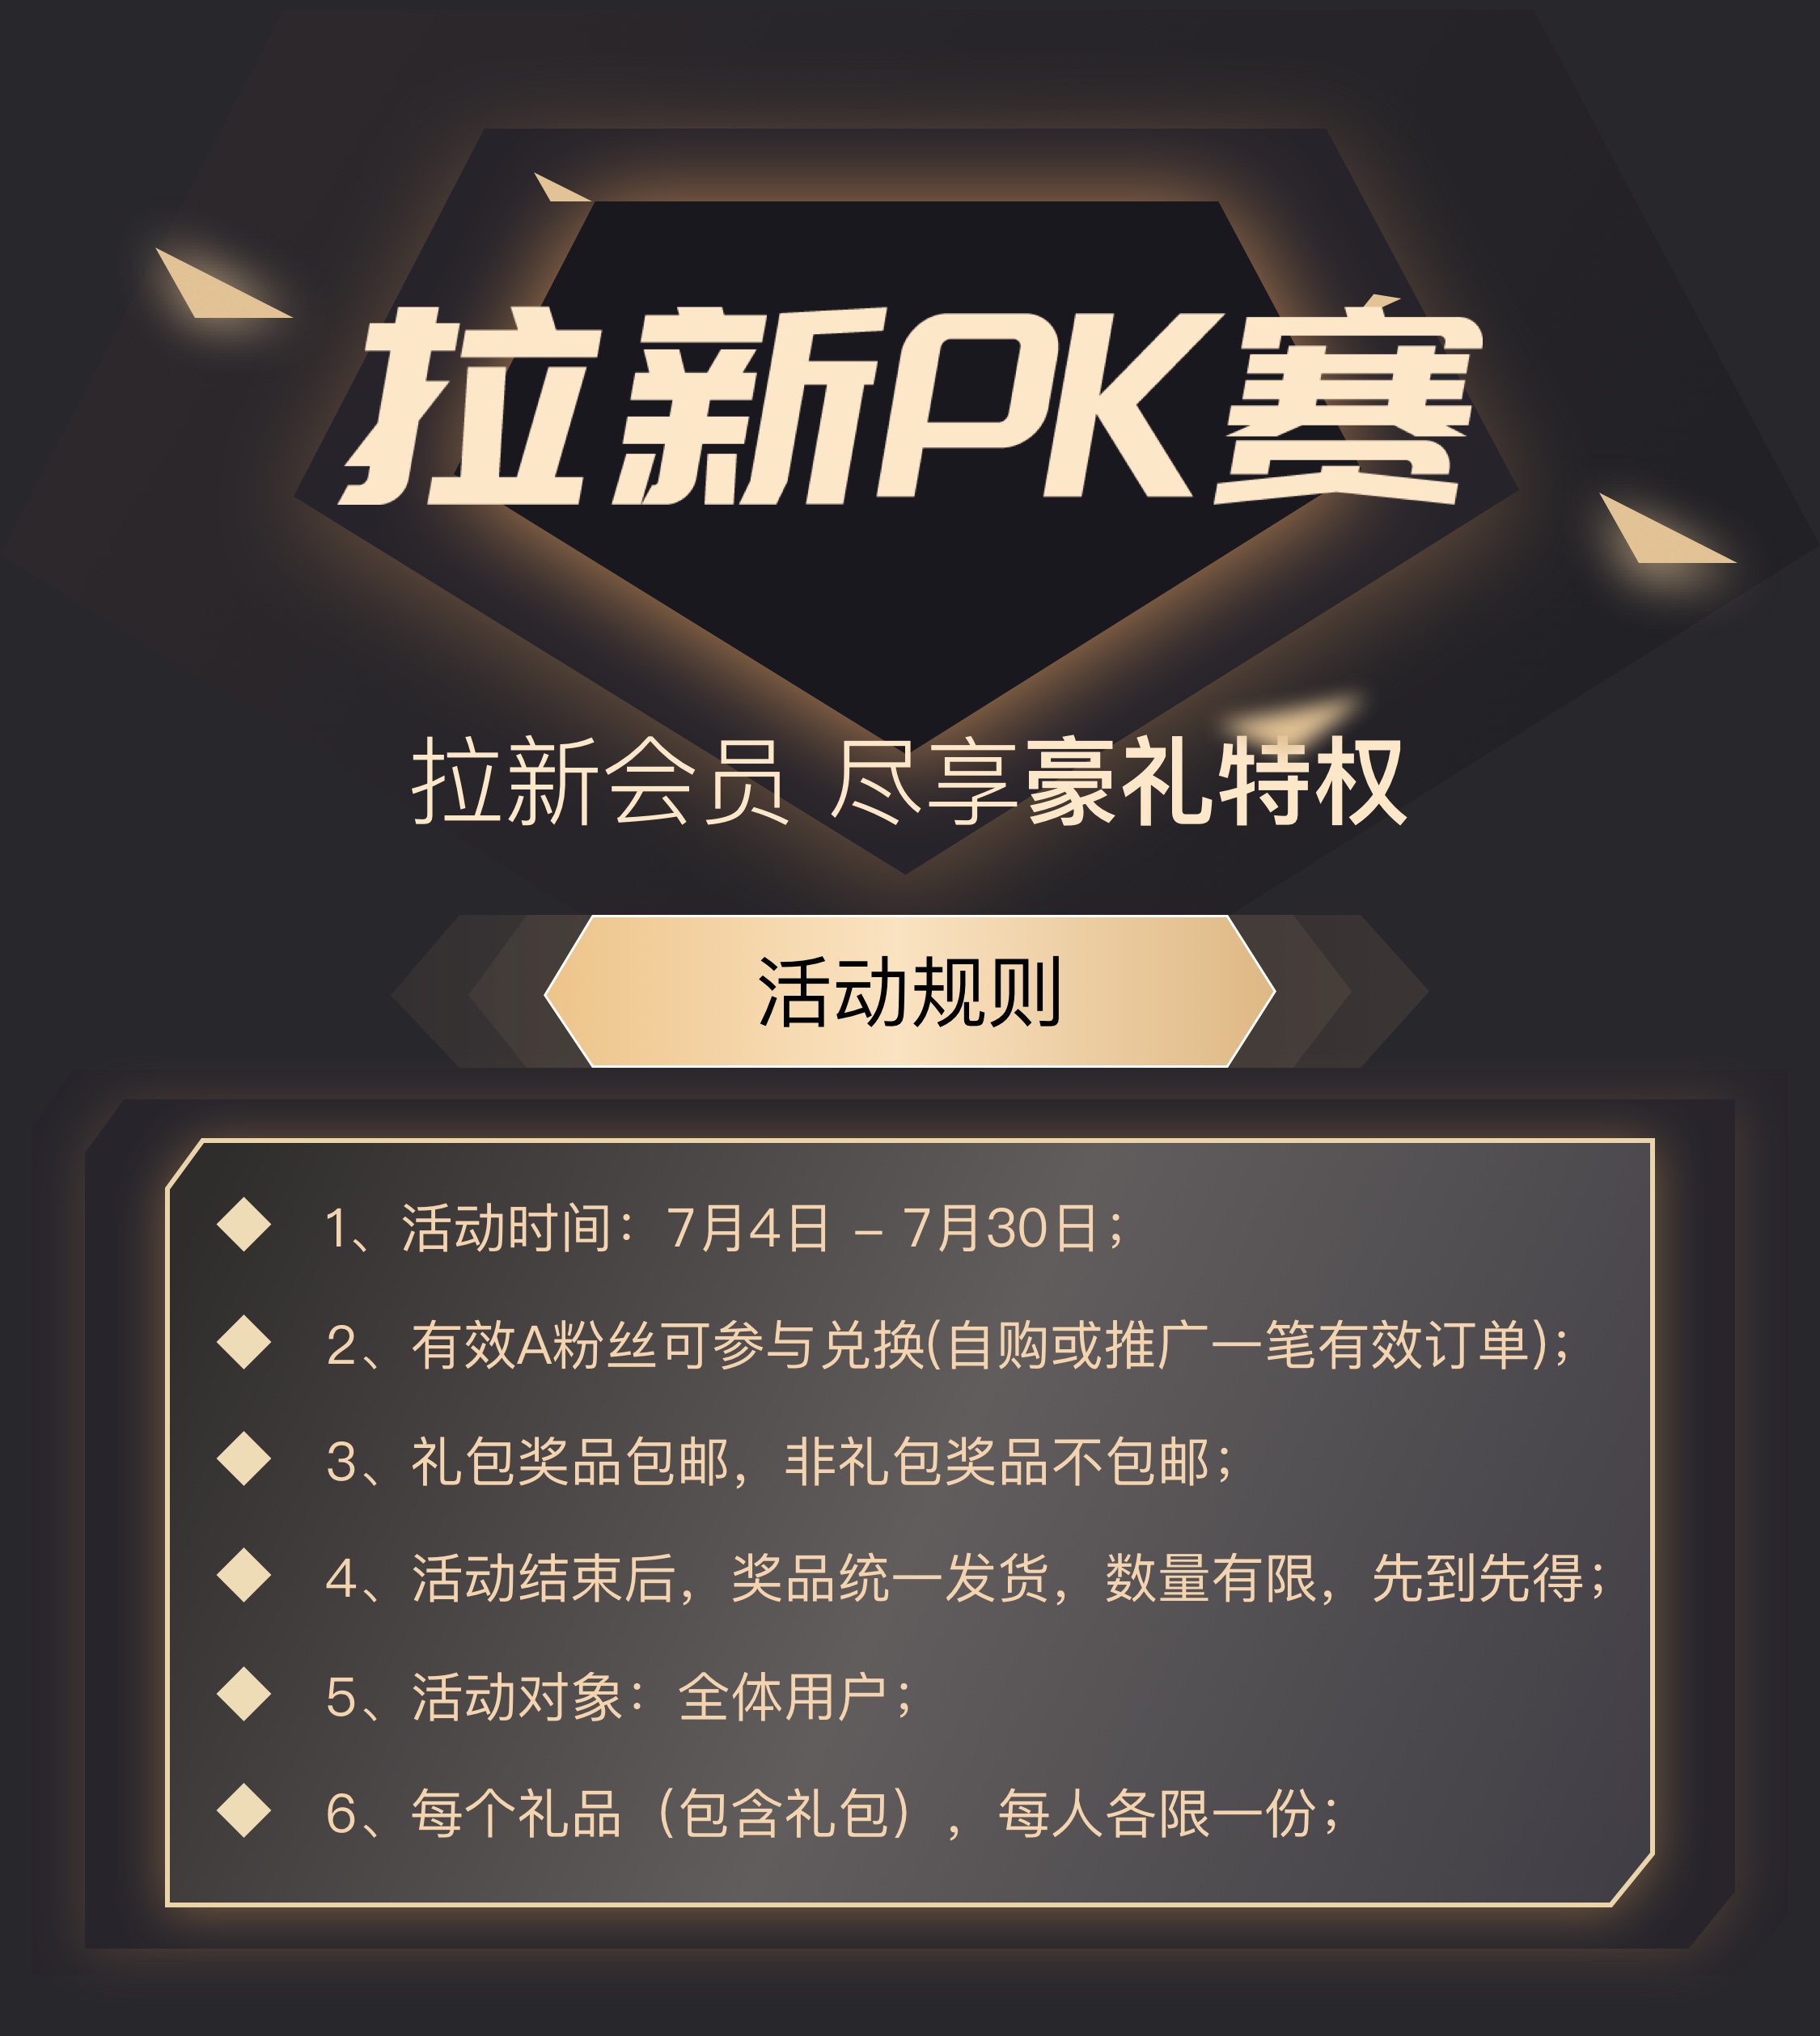 拉新PK赛
拉新会员 尽享豪礼特权
活动规则
1、活动时间：7月4日 – 7月30日；
2、有效A粉丝可参与兑换(自购或推广一笔有效订单)；
3、礼包奖品包邮，非礼包奖品不包邮；
4、活动结束后，奖品统一发货，数量有限，先到先得；
5、活动对象：全体用户；
6、每个礼品（包含礼包），每人各限一份；